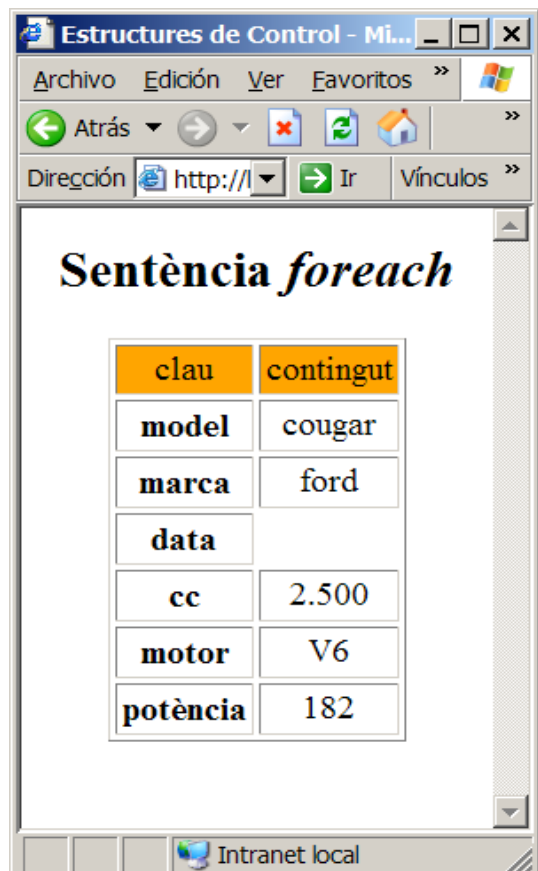 Estructures de Control - Mi...
Archivo Edición Ver Favoritos »
Atrás »
Dirección http://l Ir Vínculos »
Sentència foreach
clau contingut
model cougar
marca ford
data
cc 2.500
motor V6
potència 182
Intranet local